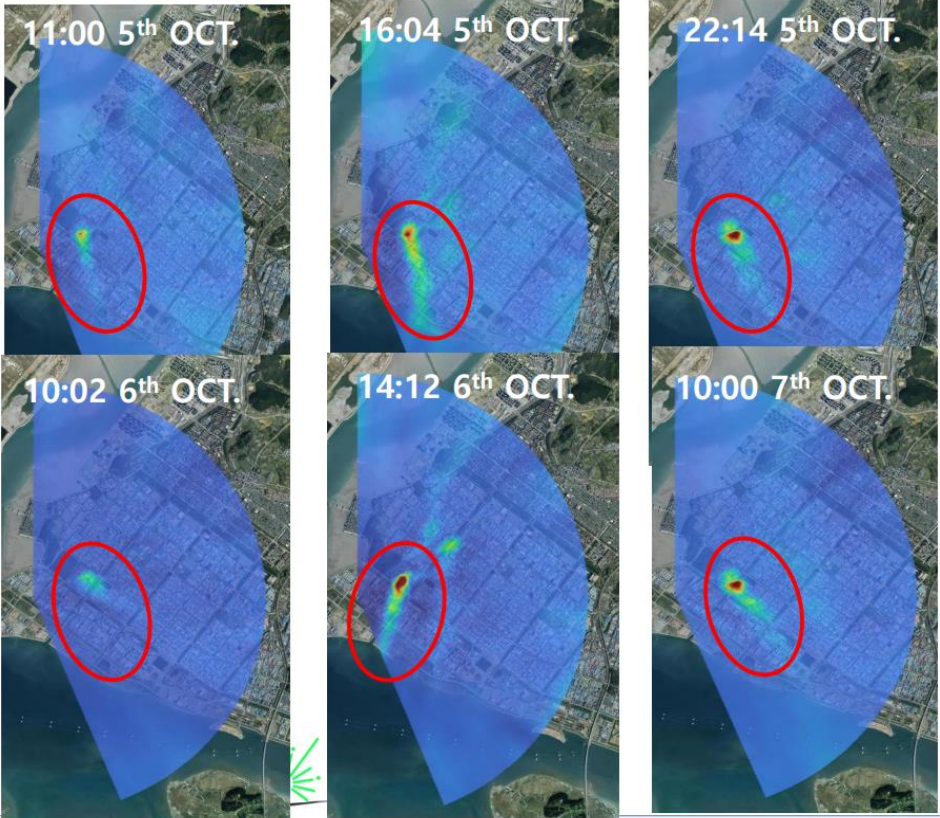 11:00 5th OCT.
16:04 5th OCT.
22:14 5th OCT.
10:02 6th OCT.
14:12 6th OCT.
10:00 7th OCT.